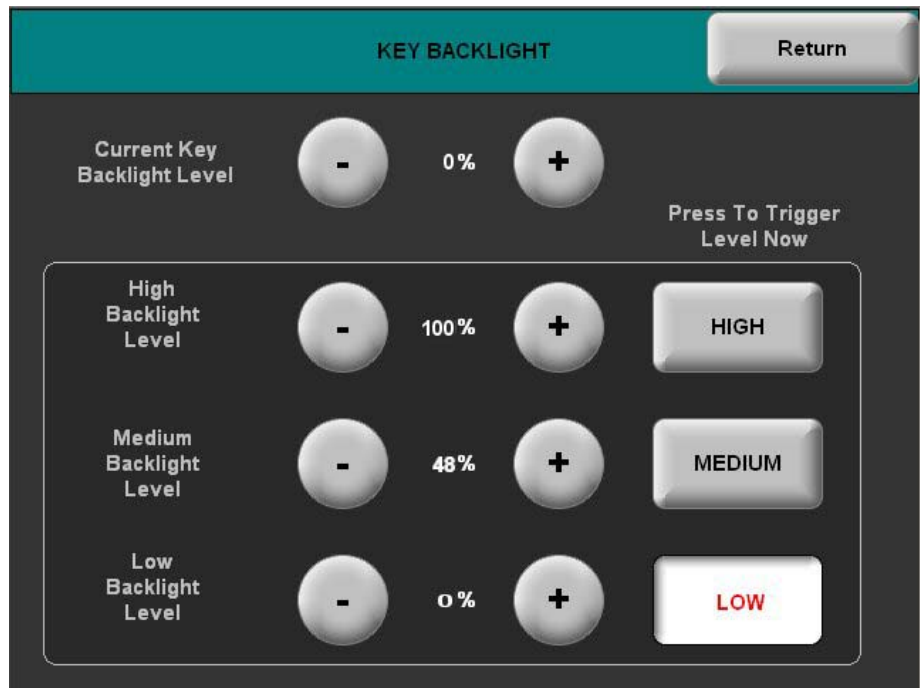 KEY BACKLIGHT
Return
Current Key
Backlight Level
- 0% +
Press To Trigger
Level Now
High
Backlight
Level
- 100% +
HIGH
Medium
Backlight
Level
- 48% +
MEDIUM
Low
Backlight
Level
- 0% +
LOW